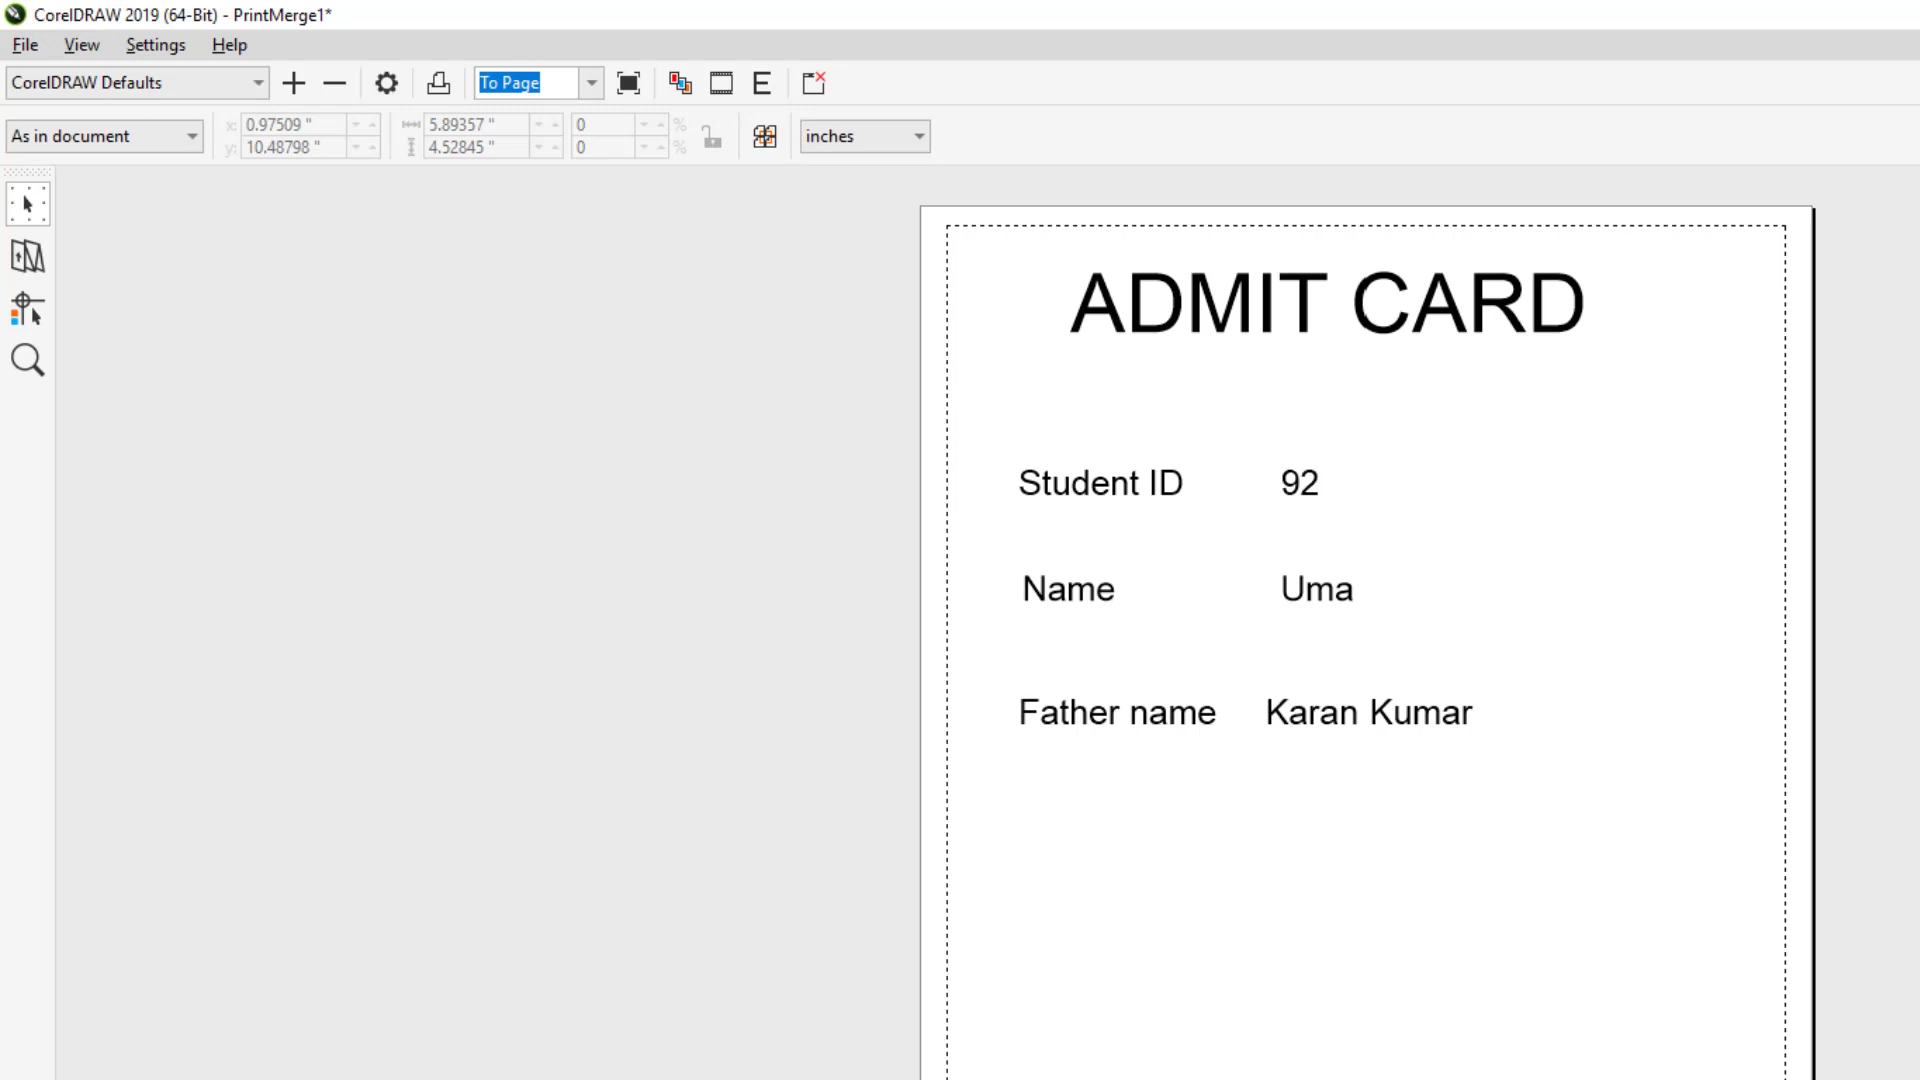 CorelDRAW 2019 (64-Bit) - PrintMerge1*
File View Settings Help
CorelDRAW Defaults To Page E
As in document x: 0.97509 " 5.89357 " 0 % inches
y: 10.48798 " 4.52845 " 0 %
ADMIT CARD
Student ID 92
Name Uma
Father name Karan Kumar